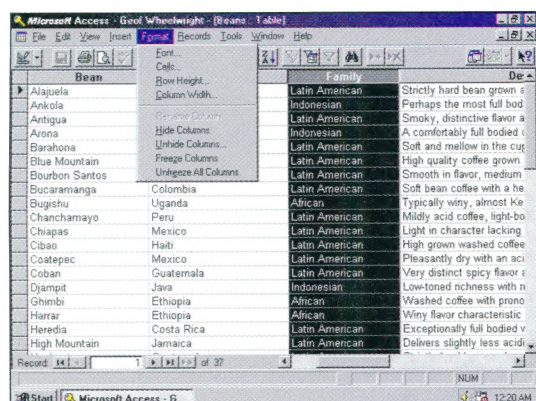 Microsoft Access - Geof Wheelwright - [Beans : Table]
File Edit View Insert Format Records Tools Window Help
Font...
Cells...
Row Height...
Column Width...
Rename Column
Hide Columns
Unhide Columns...
Freeze Columns
Unfreeze All Columns
Bean Family De
Alajuela Latin American Strictly hard bean grown a
Ankola Indonesian Perhaps the most full bod
Antigua Latin American Smoky, distinctive flavor a
Arona Indonesian A comfortably full bodied c
Barahona Latin American Soft and mellow in the cup
Blue Mountain Latin American High quality coffee grown
Bourbon Santos Latin American Smooth in flavor, medium
Bucaramanga Colombia Latin American Soft bean coffee with a he
Bugishu Uganda African Typically winy, almost Ke
Chanchamayo Peru Latin American Mildly acid coffee, light-bo
Chiapas Mexico Latin American Light in character lacking
Cibao Haiti Latin American High grown washed coffee
Coatepec Mexico Latin American Pleasantly dry with an aci
Coban Guatemala Latin American Very distinct spicy flavor a
Djampit Java Indonesian Low-toned richness with n
Ghimbi Ethiopia African Washed coffee with prono
Harrar Ethiopia African Winy flavor characteristic
Heredia Costa Rica Latin American Exceptionally full bodied w
High Mountain Jamaica Latin American Delivers slightly less acidi
Record: 1 of 37
NUM
Start Microsoft Access - G 12:20 AM